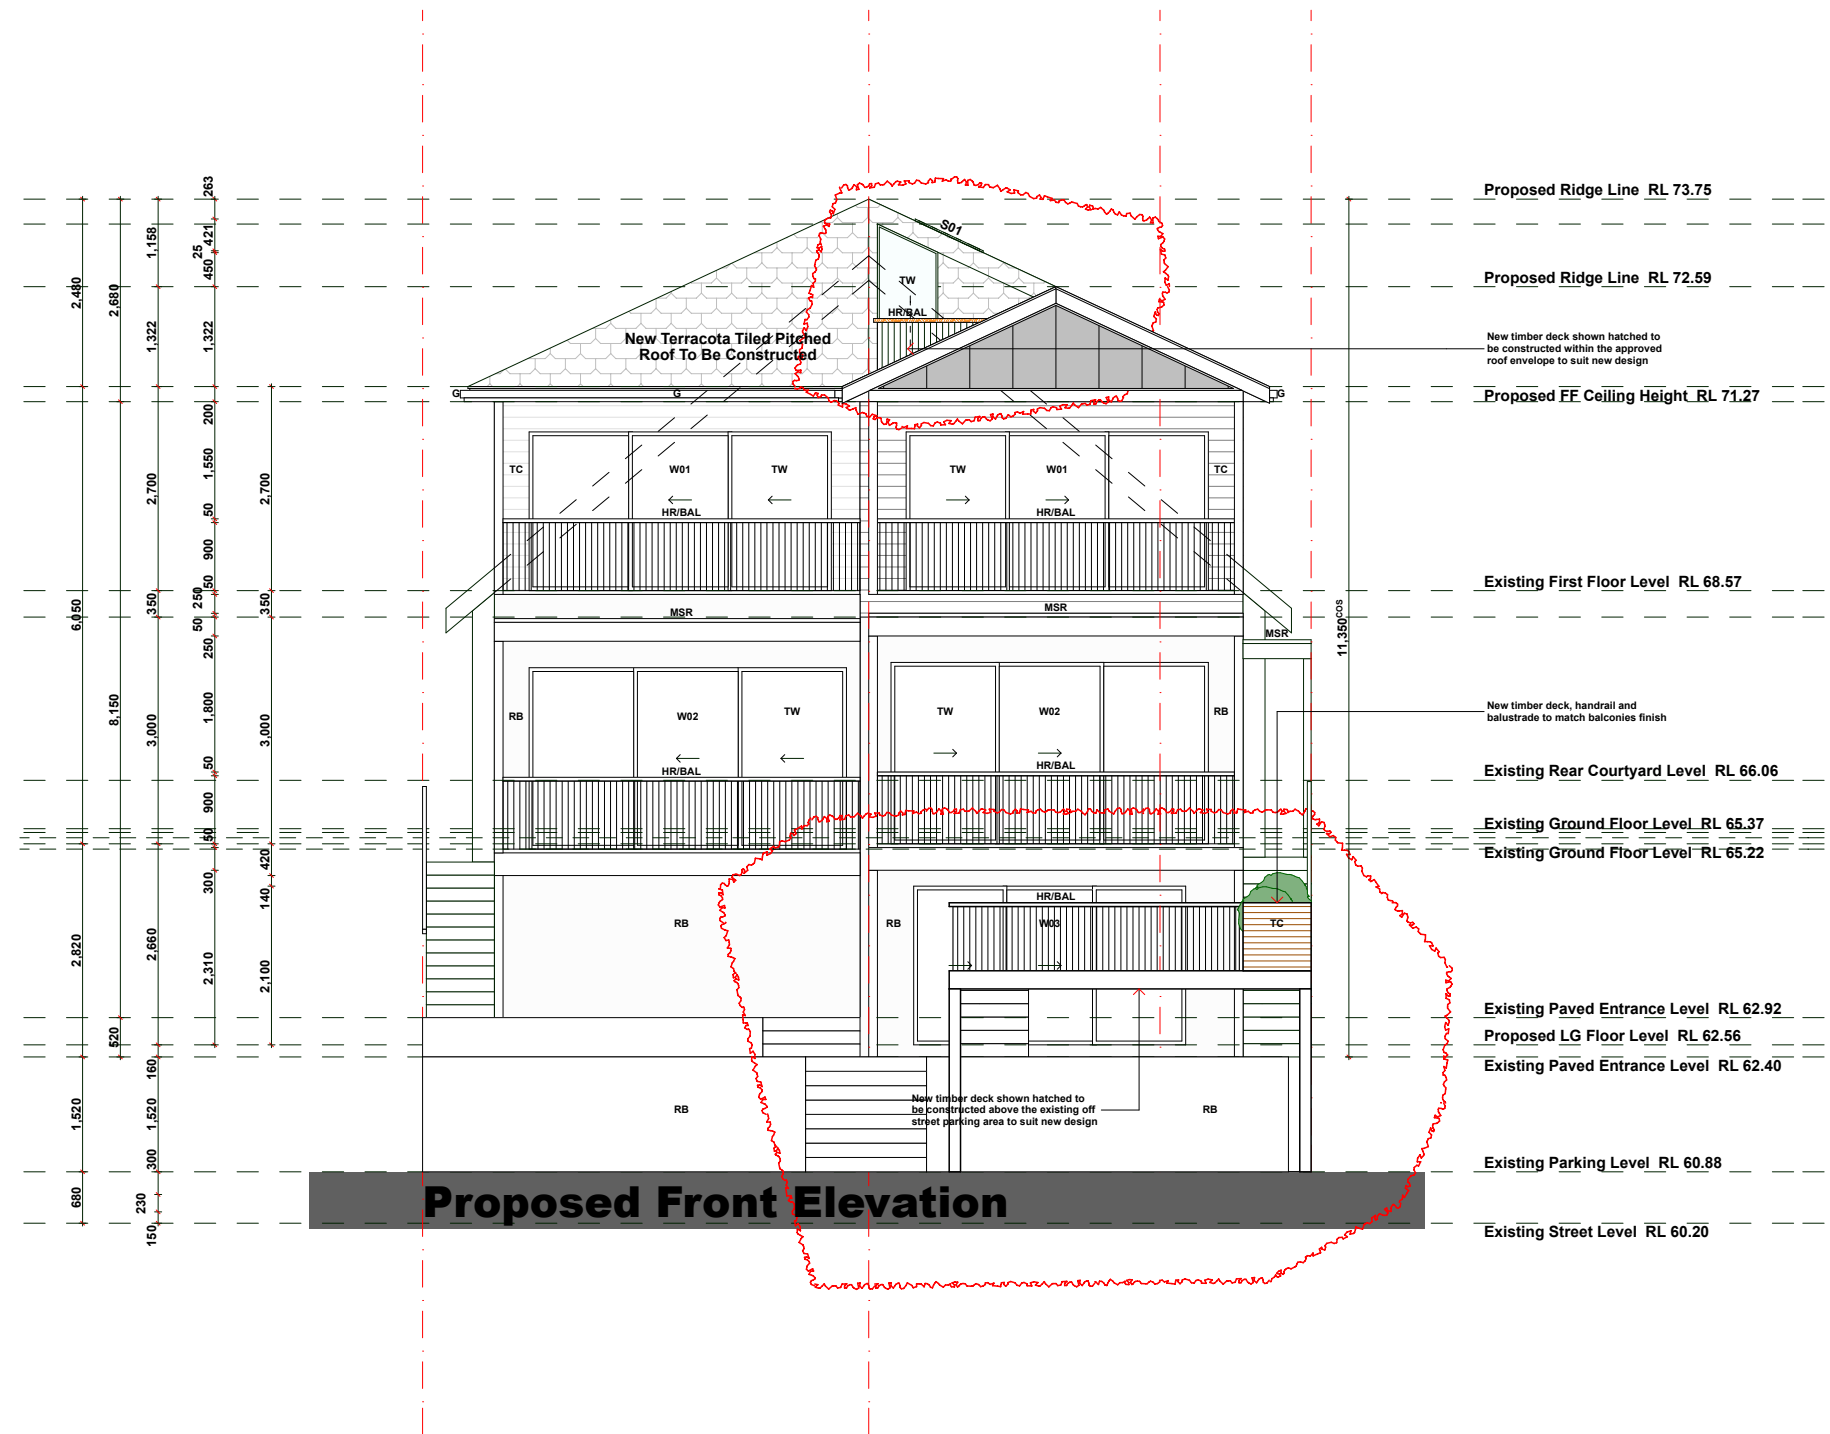 Proposed Ridge Line RL 73.75
Proposed Ridge Line RL 72.59
New timber deck shown hatched to
be constructed within the approved
roof envelope to suit new design
Proposed FF Ceiling Height RL 71.27
Existing First Floor Level RL 68.57
New timber deck, handrail and
balustrade to match balconies finish
Existing Rear Courtyard Level RL 66.06
Existing Ground Floor Level RL 65.37
Existing Ground Floor Level RL 65.22
Existing Paved Entrance Level RL 62.92
Proposed LG Floor Level RL 62.56
Existing Paved Entrance Level RL 62.40
Existing Parking Level RL 60.88
Existing Street Level RL 60.20
S01
TW
HR/BAL
New Terracota Tiled Pitched
Roof To Be Constructed
G
G
G
TC
W01
TW
TW
W01
TC
HR/BAL
HR/BAL
MSR
MSR
MSR
RB
W02
TW
TW
W02
RB
HR/BAL
HR/BAL
RB
RB
HR/BAL
W03
TC
New timber deck shown hatched to
be constructed above the existing off
street parking area to suit new design
RB
RB
Proposed Front Elevation
2,480
6,050
2,820
1,520
680
2,680
8,150
520
1,158
1,322
2,700
350
3,000
2,660
160
1,520
300
230
150
263
421
25
450
1,322
200
1,550
50
900
50
250
50
250
1,800
50
900
50
300
2,310
2,700
350
3,000
420
140
2,100
11,350COS